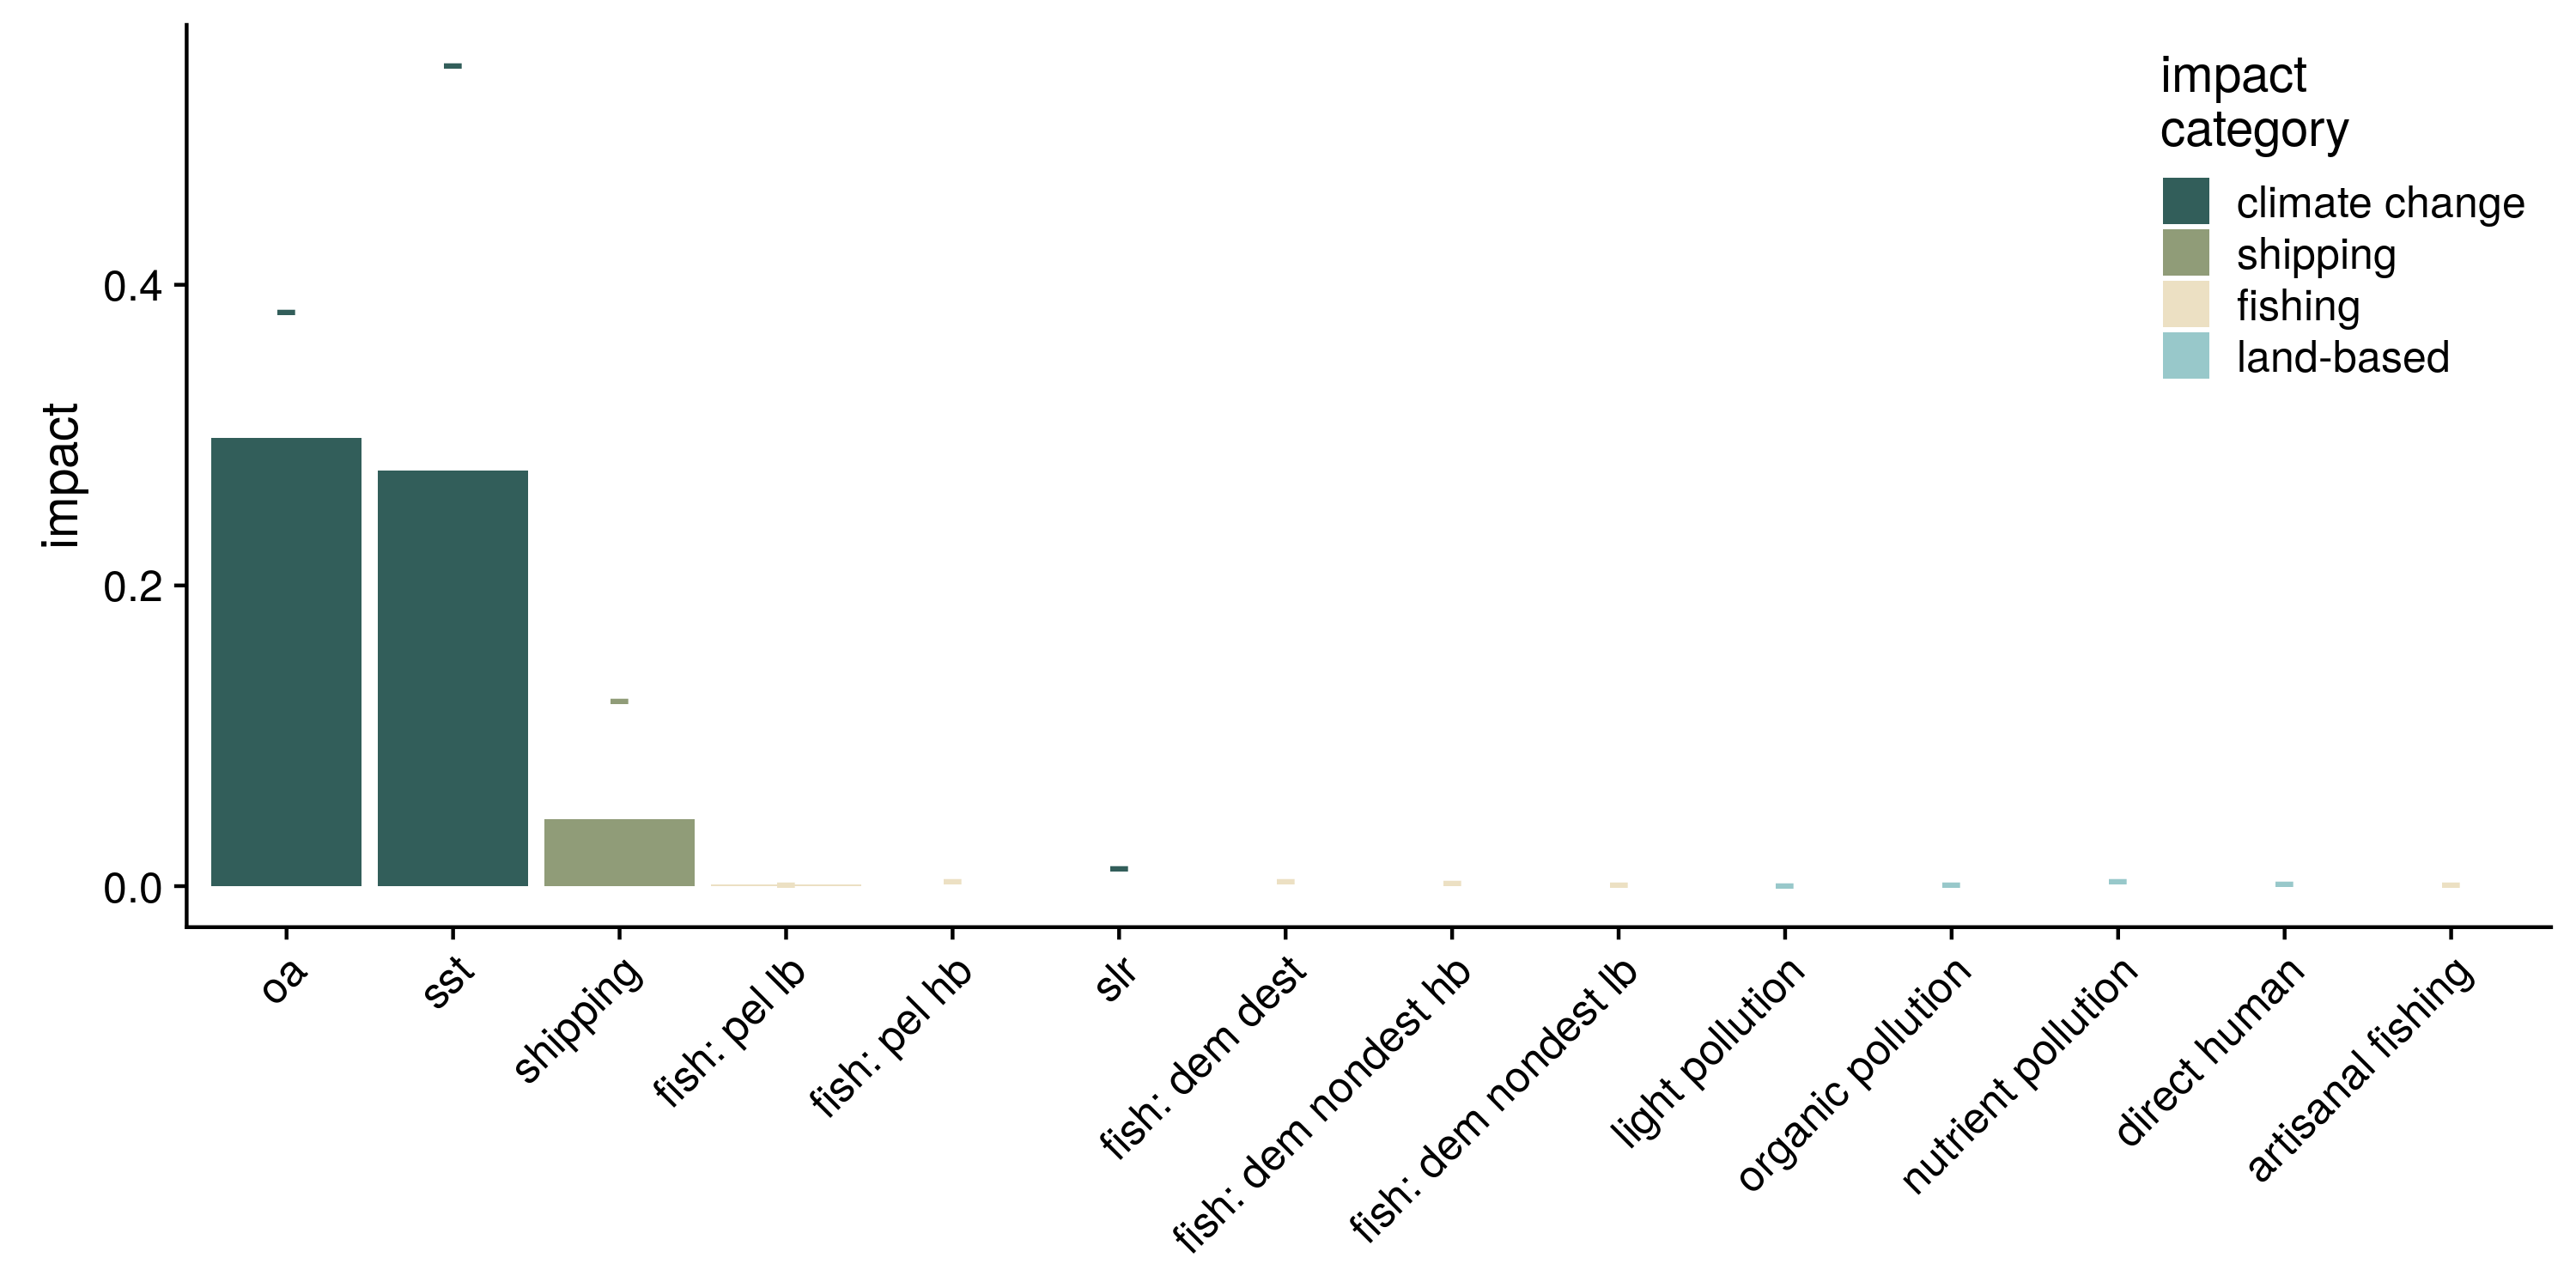 impact
category
climate change
shipping
fishing
land-based
impact
0.4
0.2
0.0
oa
sst
shipping
fish: pel lb
fish: pel hb
slr
fish: dem dest
fish: dem nondest hb
fish: dem nondest lb
light pollution
organic pollution
nutrient pollution
direct human
artisanal fishing